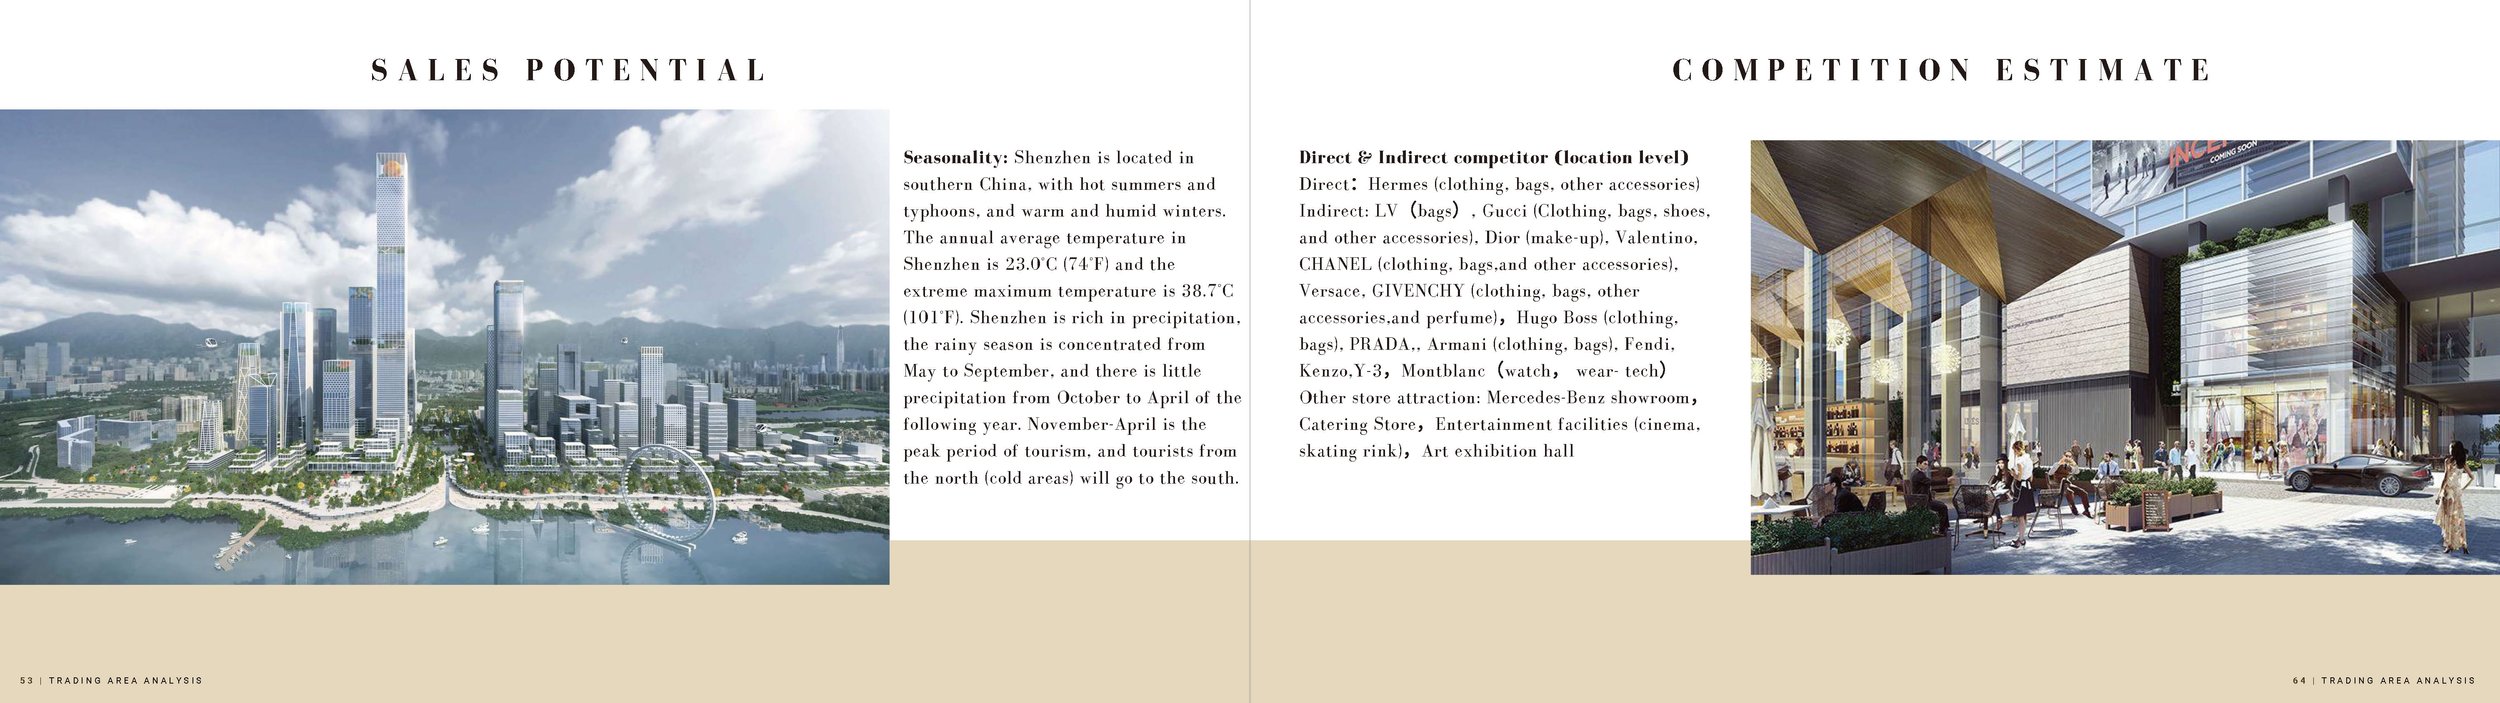 SALES POTENTIAL
Seasonality: Shenzhen is located in
southern China, with hot summers and
typhoons, and warm and humid winters.
The annual average temperature in
Shenzhen is 23.0°C (74°F) and the
extreme maximum temperature is 38.7°C
(101°F). Shenzhen is rich in precipitation,
the rainy season is concentrated from
May to September, and there is little
precipitation from October to April of the
following year. November-April is the
peak period of tourism, and tourists from
the north (cold areas) will go to the south.
53 | TRADING AREA ANALYSIS
COMPETITION ESTIMATE
Direct & Indirect competitor (location level)
Direct： Hermes (clothing, bags, other accessories)
Indirect: LV（bags）, Gucci (Clothing, bags, shoes,
and other accessories), Dior (make-up), Valentino,
CHANEL (clothing, bags,and other accessories),
Versace, GIVENCHY (clothing, bags, other
accessories,and perfume)，Hugo Boss (clothing,
bags), PRADA,, Armani (clothing, bags), Fendi,
Kenzo,Y-3，Montblanc（watch， wear- tech）
Other store attraction: Mercedes-Benz showroom，
Catering Store，Entertainment facilities (cinema,
skating rink)，Art exhibition hall
COMING SOON
64 | TRADING AREA ANALYSIS